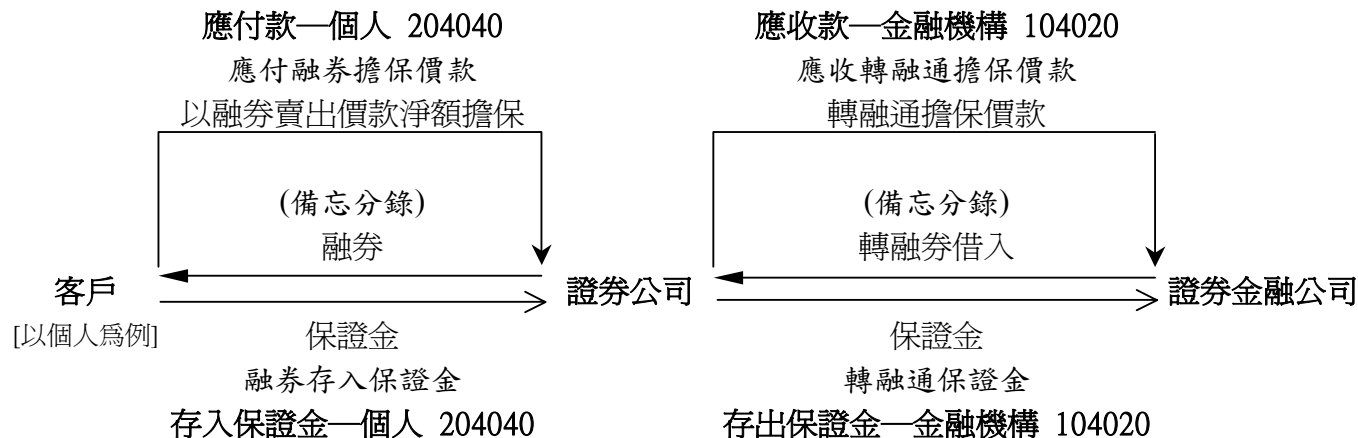 應付款—個人 204040 應收款—金融機構 104020
應付融券擔保價款 應收轉融通擔保價款
以融券賣出價款淨額擔保 轉融通擔保價款
(備忘分錄) (備忘分錄)
融券 轉融券借入
客戶 證券公司 證券金融公司
[以個人為例] 保證金 保證金
融券存入保證金 轉融通保證金
存入保證金—個人 204040 存出保證金—金融機構 104020